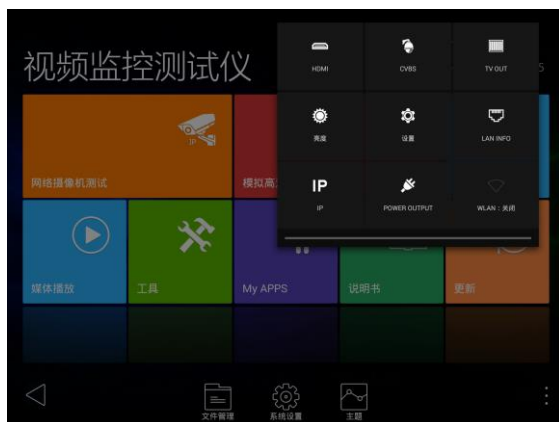 视频监控测试仪
5
HDMI
CVBS
TV OUT
亮度
设置
LAN INFO
IP
IP
POWER OUTPUT
WLAN：关闭
IP
网络摄像机测试
模拟高
媒体播放
工具
My APPS
说明书
更新
文件管理
系统设置
主题